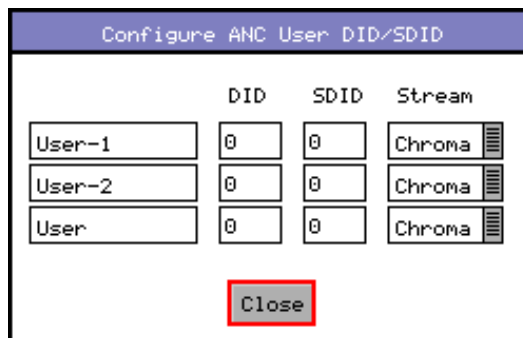 Configure ANC User DID/SDID
DID SDID Stream
User-1 0 0 Chroma
User-2 0 0 Chroma
User 0 0 Chroma
Close